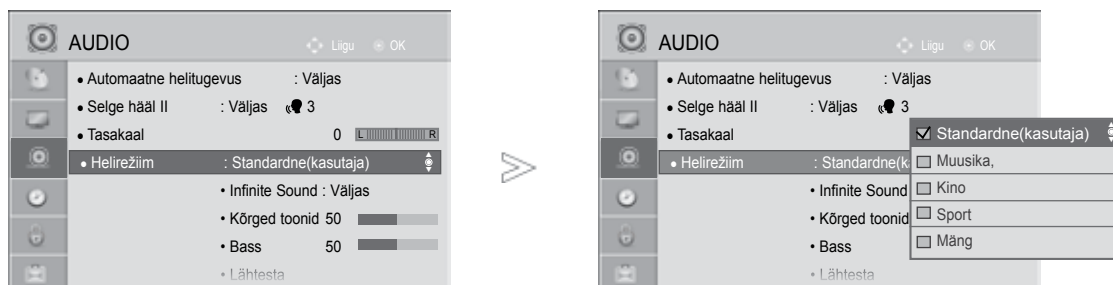 AUDIO
Liigu OK
• Automaatne helitugevus : Väljas
• Selge hääl II : Väljas 3
• Tasakaal 0 L R
• Helirežiim : Standardne(kasutaja)
• Infinite Sound : Väljas
• Kõrged toonid 50
• Bass 50
• Lähtesta
>
AUDIO
Liigu OK
• Automaatne helitugevus : Väljas
• Selge hääl II : Väljas 3
• Tasakaal
• Helirežiim : Standardne(k
• Infinite Sound
• Kõrged toonid
• Bass
• Lähtesta
Standardne(kasutaja)
Muusika,
Kino
Sport
Mäng